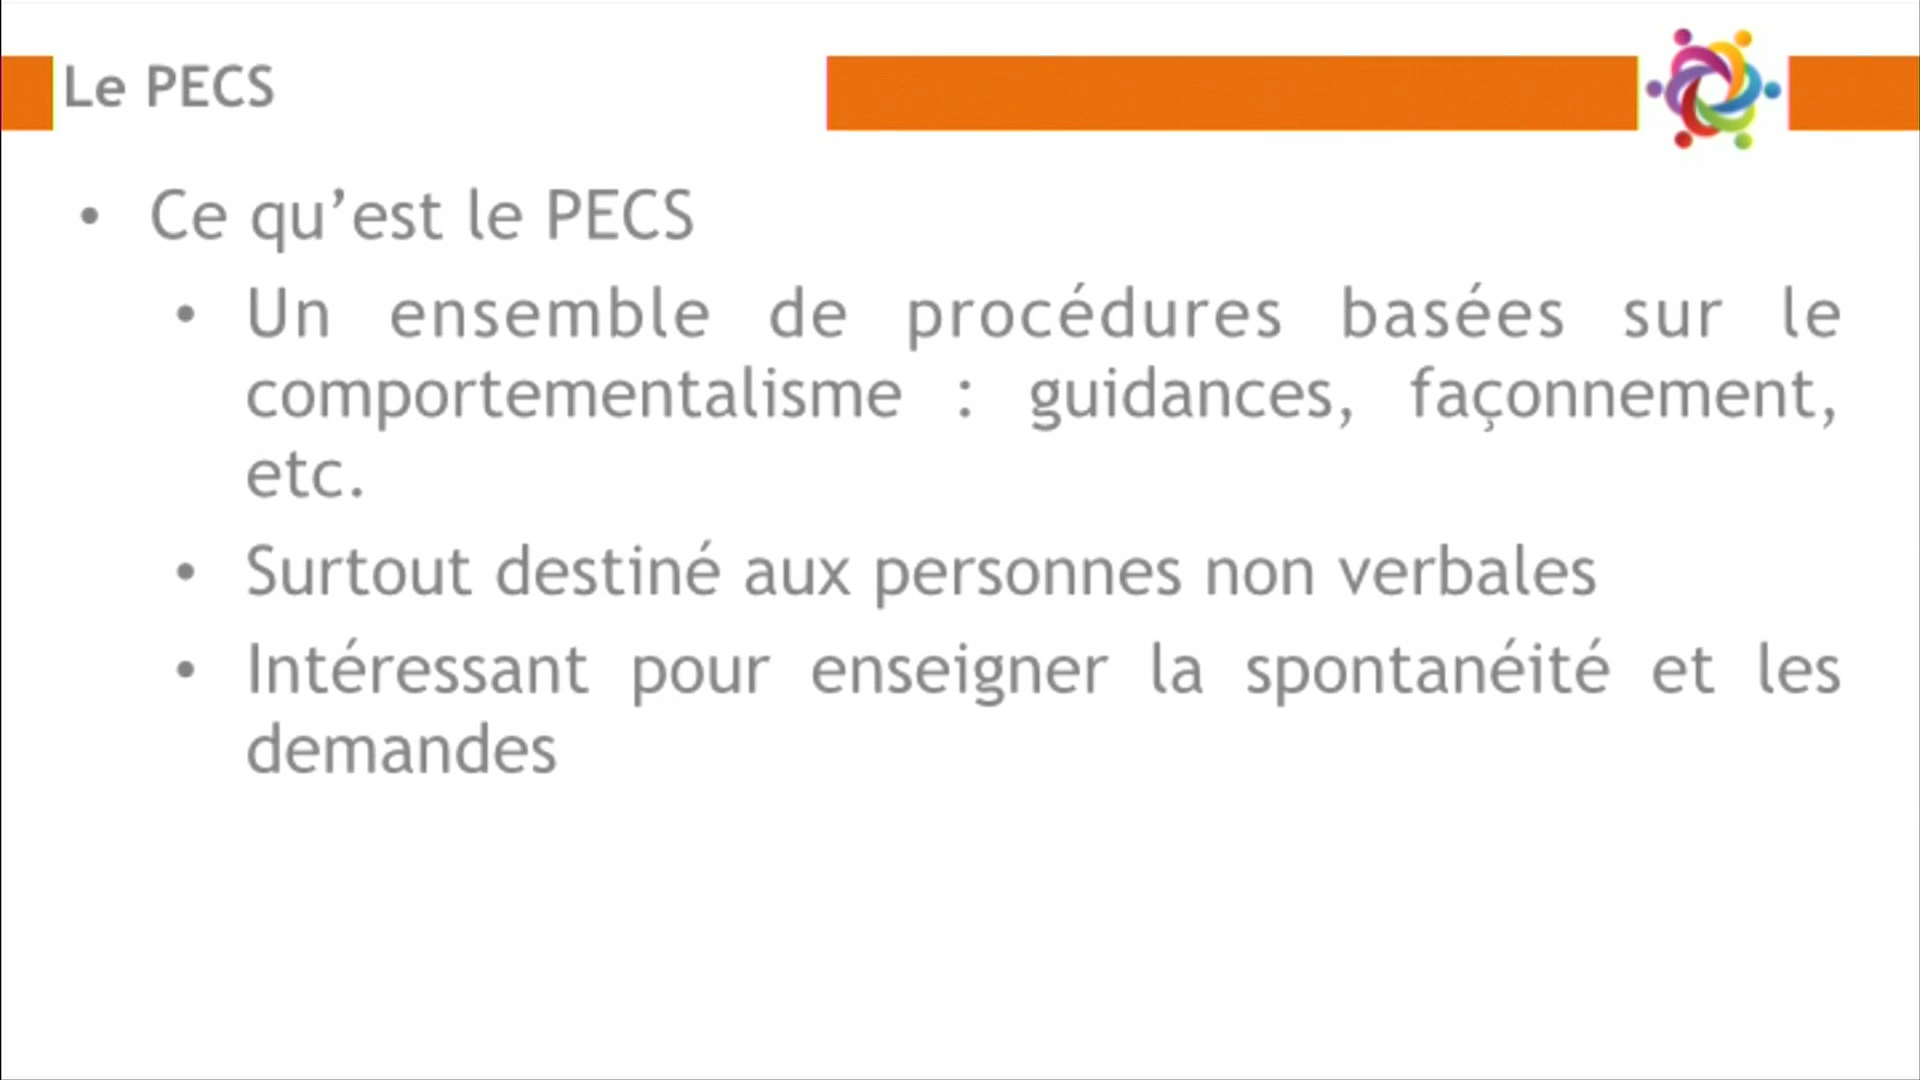 Le PECS
• Ce qu’est le PECS
• Un ensemble de procédures basées sur le
comportementalisme : guidances, façonnement,
etc.
• Surtout destiné aux personnes non verbales
• Intéressant pour enseigner la spontanéité et les
demandes